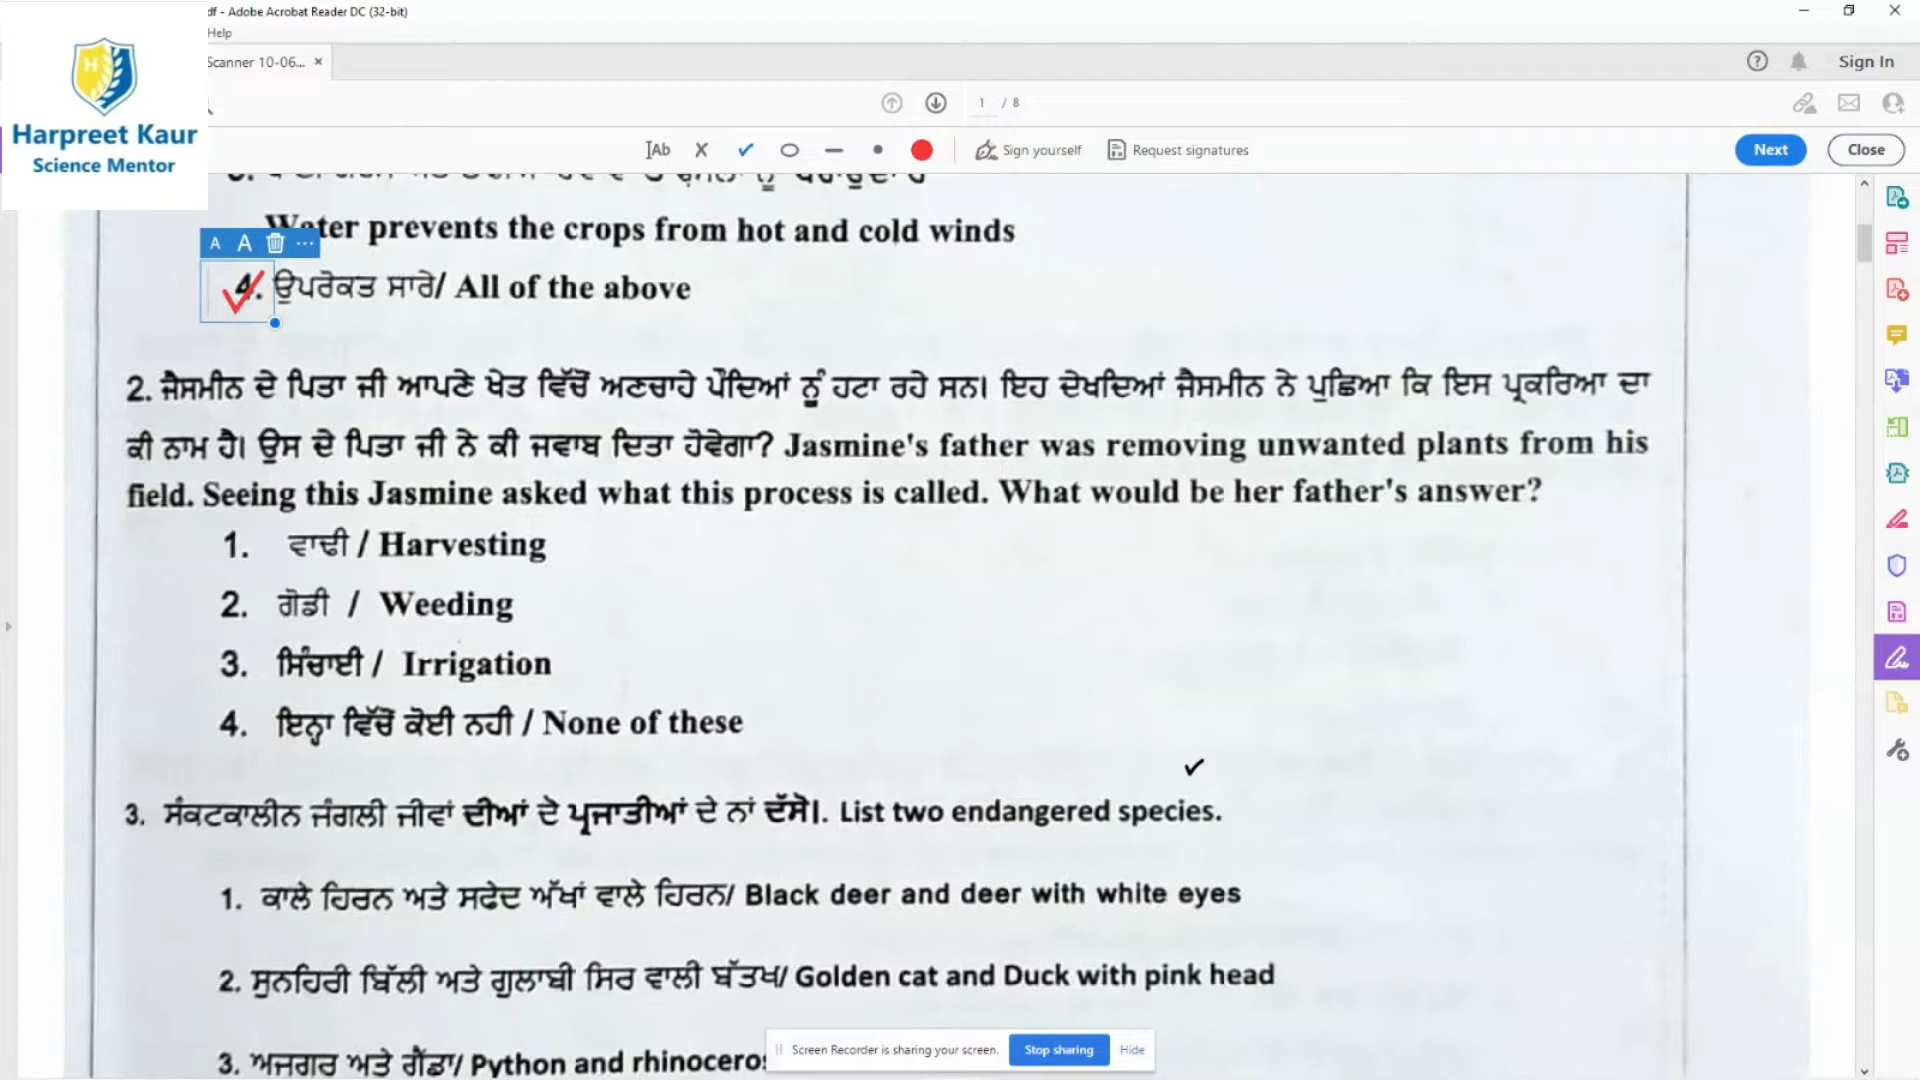 df - Adobe Acrobat Reader DC (32-bit)
Help
Scanner 10-06...
Sign In
1 / 8
Sign yourself
Request signatures
Next
Close
H
Harpreet Kaur
Science Mentor
Water prevents the crops from hot and cold winds
A A
4. ਉਪਰੋਕਤ ਸਾਰੇ/ All of the above
2. ਜੈਸਮੀਨ ਦੇ ਪਿਤਾ ਜੀ ਆਪਣੇ ਖੇਤ ਵਿੱਚੋਂ ਅਣਚਾਹੇ ਪੌਦਿਆਂ ਨੂੰ ਹਟਾ ਰਹੇ ਸਨ। ਇਹ ਦੇਖਦਿਆਂ ਜੈਸਮੀਨ ਨੇ ਪੁਛਿਆ ਕਿ ਇਸ ਪ੍ਰਕਰਿਆ ਦਾ
ਕੀ ਨਾਮ ਹੈ। ਉਸ ਦੇ ਪਿਤਾ ਜੀ ਨੇ ਕੀ ਜਵਾਬ ਦਿਤਾ ਹੋਵੇਗਾ? Jasmine's father was removing unwanted plants from his
field. Seeing this Jasmine asked what this process is called. What would be her father's answer?
1. ਵਾਢੀ / Harvesting
2. ਗੋਡੀ / Weeding
3. ਸਿੰਚਾਈ / Irrigation
4. ਇਨ੍ਹਾ ਵਿੱਚੋਂ ਕੋਈ ਨਹੀ / None of these
3. ਸੰਕਟਕਾਲੀਨ ਜੰਗਲੀ ਜੀਵਾਂ ਦੀਆਂ ਦੋ ਪ੍ਰਜਾਤੀਆਂ ਦੇ ਨਾਂ ਦੱਸੋ।. List two endangered species.
1. ਕਾਲੇ ਹਿਰਨ ਅਤੇ ਸਫੇਦ ਅੱਖਾਂ ਵਾਲੇ ਹਿਰਨ/ Black deer and deer with white eyes
2. ਸੁਨਹਿਰੀ ਬਿੱਲੀ ਅਤੇ ਗੁਲਾਬੀ ਸਿਰ ਵਾਲੀ ਬੱਤਖ/ Golden cat and Duck with pink head
3. ਅਜਗਰ ਅਤੇ ਗੈਂਡਾ/ Python and rhinoceros
Screen Recorder is sharing your screen.
Stop sharing
Hide